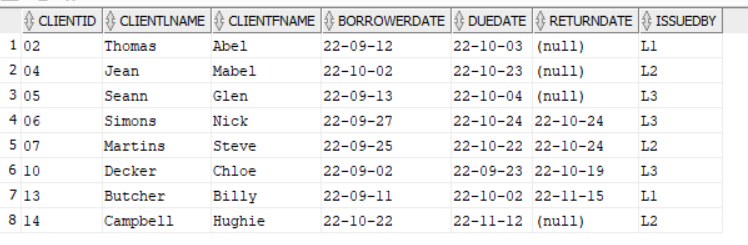 CLIENTID CLIENTLNAME CLIENTFNAME BORROWERDATE DUEDATE RETURNDATE ISSUEDBY
1 02 Thomas Abel 22-09-12 22-10-03 (null) L1
2 04 Jean Mabel 22-10-02 22-10-23 (null) L2
3 05 Seann Glen 22-09-13 22-10-04 (null) L3
4 06 Simons Nick 22-09-27 22-10-24 22-10-24 L3
5 07 Martins Steve 22-09-25 22-10-22 22-10-24 L2
6 10 Decker Chloe 22-09-02 22-09-23 22-10-19 L3
7 13 Butcher Billy 22-09-11 22-10-02 22-11-15 L1
8 14 Campbell Hughie 22-10-22 22-11-12 (null) L2